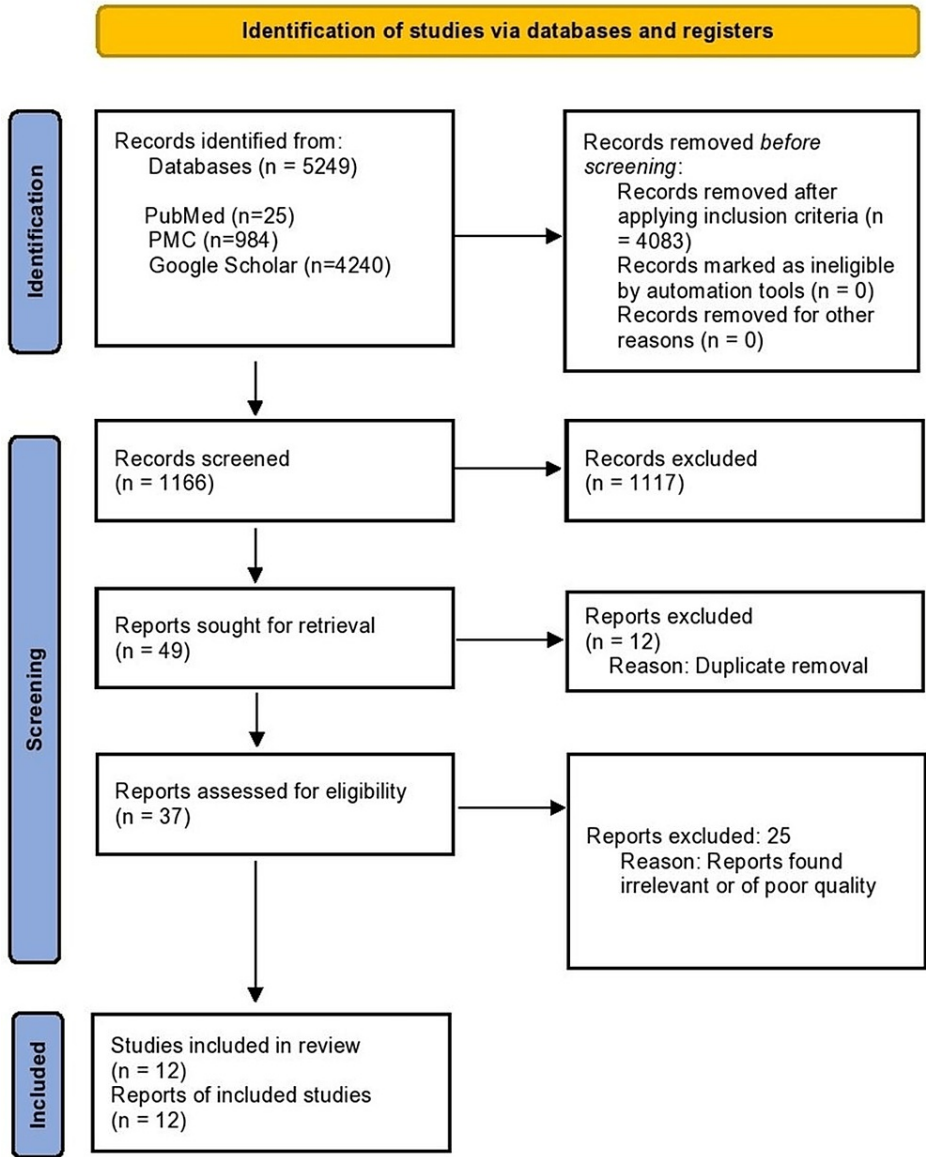 Identification of studies via databases and registers
Identification
Records identified from:
Databases (n = 5249)
PubMed (n=25)
PMC (n=984)
Google Scholar (n=4240)
Records removed before
screening:
Records removed after
applying inclusion criteria (n
= 4083)
Records marked as ineligible
by automation tools (n = 0)
Records removed for other
reasons (n = 0)
Screening
Records screened
(n = 1166)
Records excluded
(n = 1117)
Reports sought for retrieval
(n = 49)
Reports excluded
(n = 12)
Reason: Duplicate removal
Reports assessed for eligibility
(n = 37)
Reports excluded: 25
Reason: Reports found
irrelevant or of poor quality
Included
Studies included in review
(n = 12)
Reports of included studies
(n = 12)